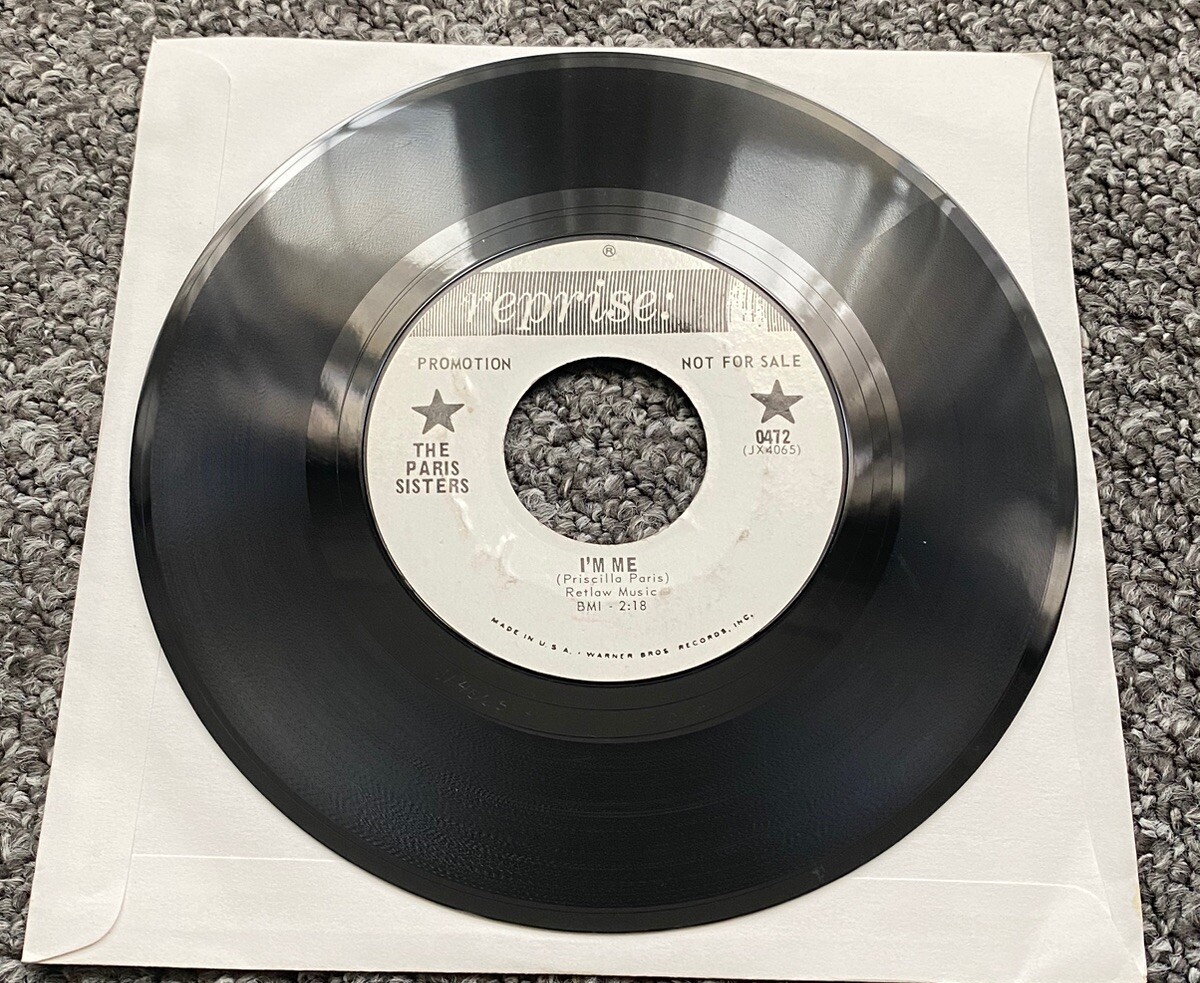 ®
reprise:
PROMOTION NOT FOR SALE
THE
PARIS
SISTERS
0472
(JX4065)
I'M ME
(Priscilla Paris)
Retlaw Music
BMI - 2:18
MADE IN U.S.A. · WARNER BROS. RECORDS, INC.